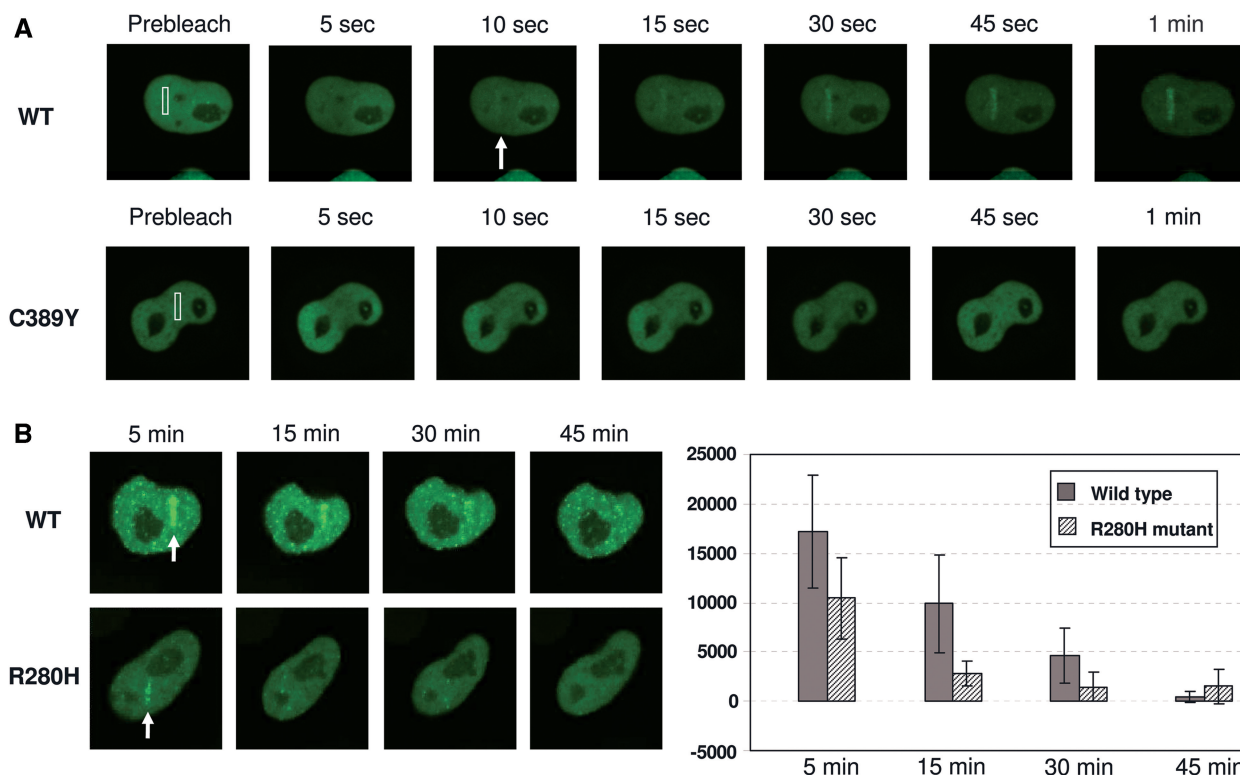 A
Prebleach 5 sec 10 sec 15 sec 30 sec 45 sec 1 min
WT
Prebleach 5 sec 10 sec 15 sec 30 sec 45 sec 1 min
C389Y
B
5 min 15 min 30 min 45 min
WT
R280H
25000
20000
15000
10000
5000
0
-5000
Wild type
R280H mutant
5 min 15 min 30 min 45 min